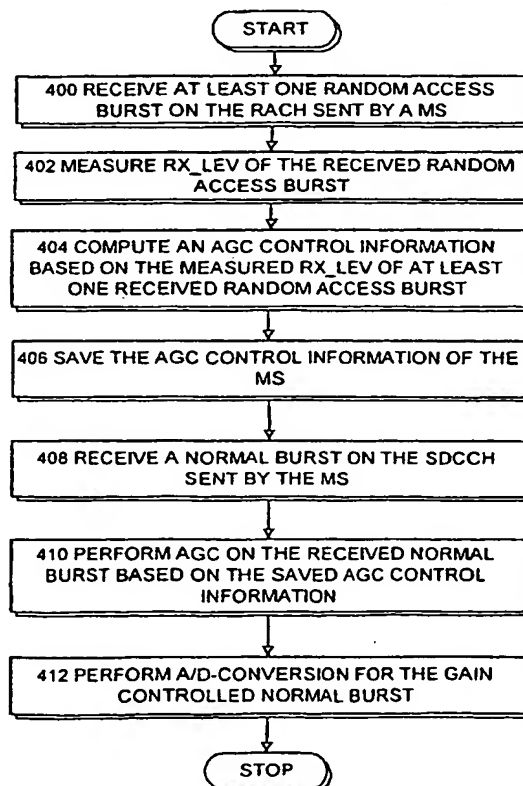 START
400 RECEIVE AT LEAST ONE RANDOM ACCESS
BURST ON THE RACH SENT BY A MS
402 MEASURE RX_LEV OF THE RECEIVED RANDOM
ACCESS BURST
404 COMPUTE AN AGC CONTROL INFORMATION
BASED ON THE MEASURED RX_LEV OF AT LEAST
ONE RECEIVED RANDOM ACCESS BURST
406 SAVE THE AGC CONTROL INFORMATION OF THE
MS
408 RECEIVE A NORMAL BURST ON THE SDCCH
SENT BY THE MS
410 PERFORM AGC ON THE RECEIVED NORMAL
BURST BASED ON THE SAVED AGC CONTROL
INFORMATION
412 PERFORM A/D-CONVERSION FOR THE GAIN
CONTROLLED NORMAL BURST
STOP